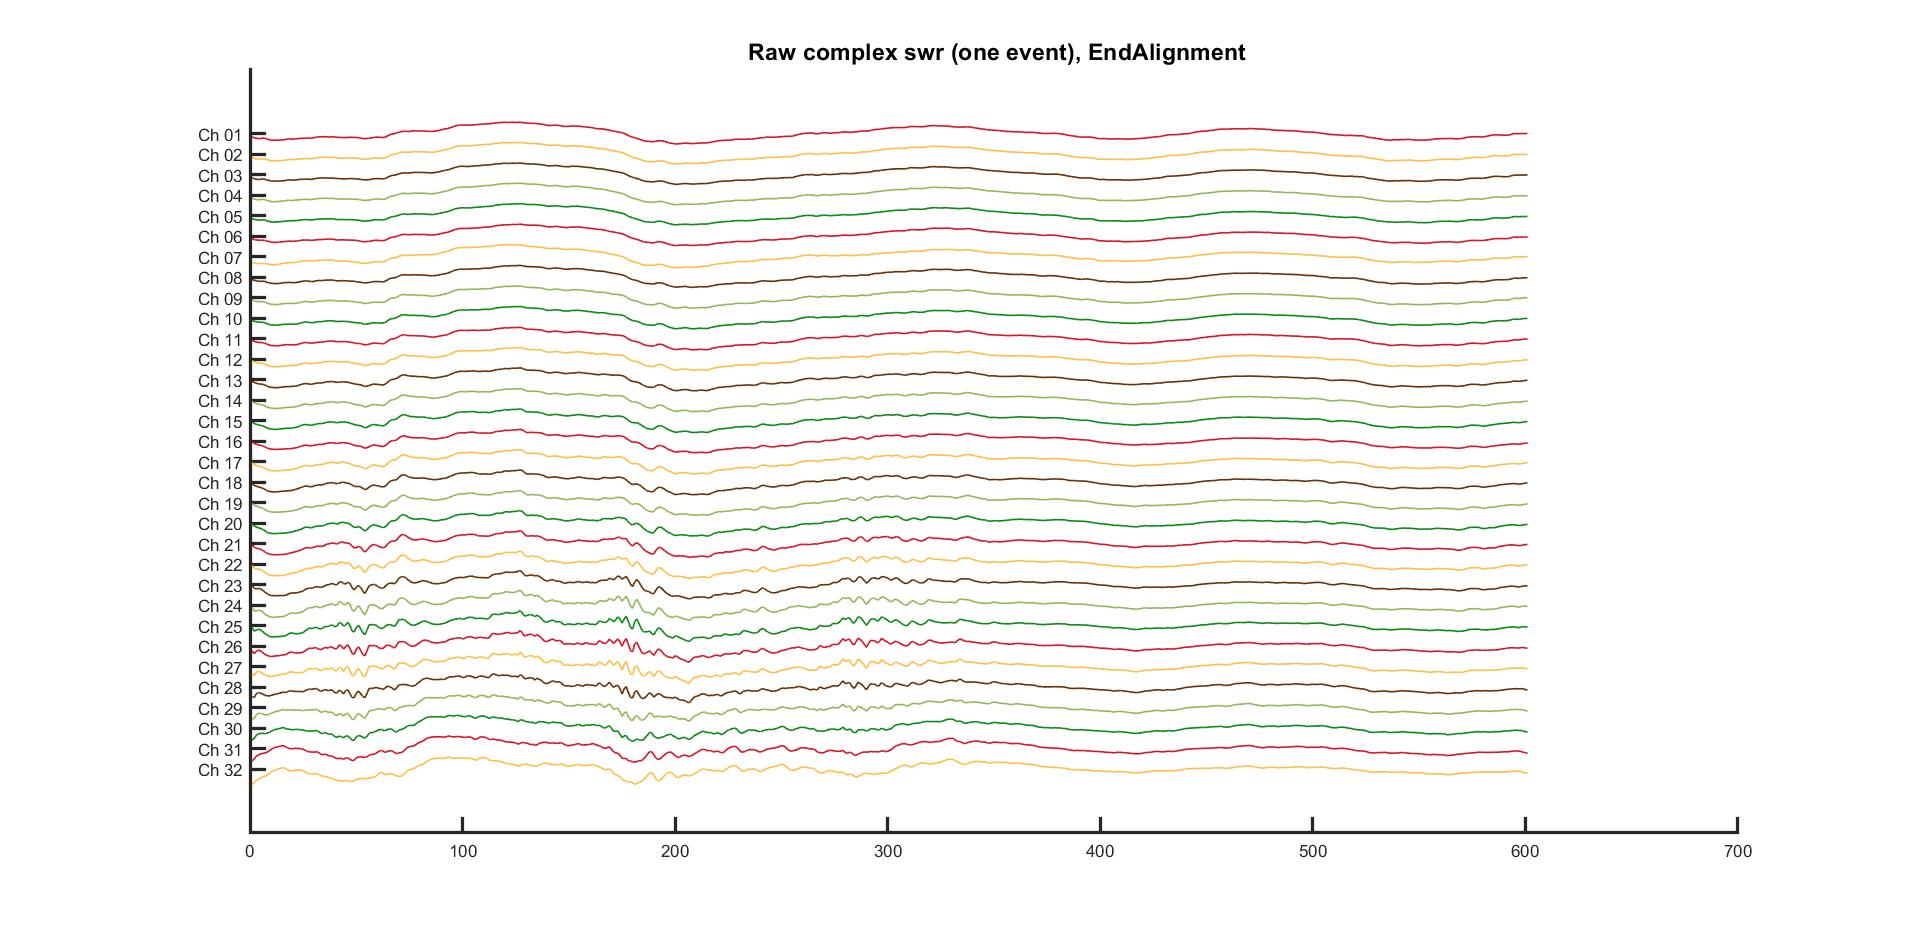 Raw complex swr (one event), EndAlignment
Ch 01
Ch 02
Ch 03
Ch 04
Ch 05
Ch 06
Ch 07
Ch 08
Ch 09
Ch 10
Ch 11
Ch 12
Ch 13
Ch 14
Ch 15
Ch 16
Ch 17
Ch 18
Ch 19
Ch 20
Ch 21
Ch 22
Ch 23
Ch 24
Ch 25
Ch 26
Ch 27
Ch 28
Ch 29
Ch 30
Ch 31
Ch 32
0 100 200 300 400 500 600 700